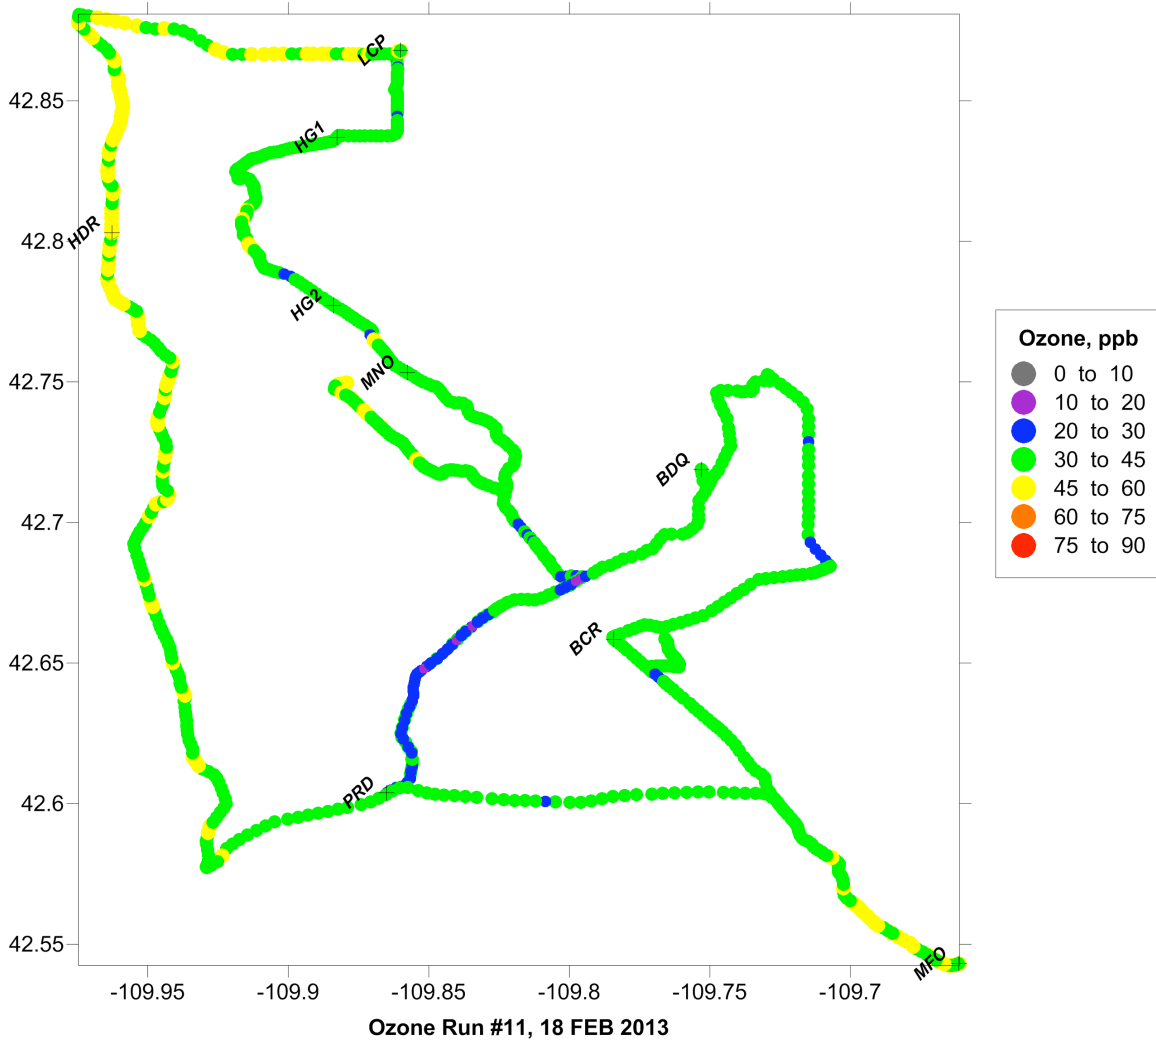 LCP
42.85
HG1
HDR
42.8
HG2
MNO
42.75
BDQ
42.7
BCR
42.65
PRD
42.6
42.55
MFO
-109.95 -109.9 -109.85 -109.8 -109.75 -109.7
Ozone Run #11, 18 FEB 2013
Ozone, ppb
0 to 10
10 to 20
20 to 30
30 to 45
45 to 60
60 to 75
75 to 90